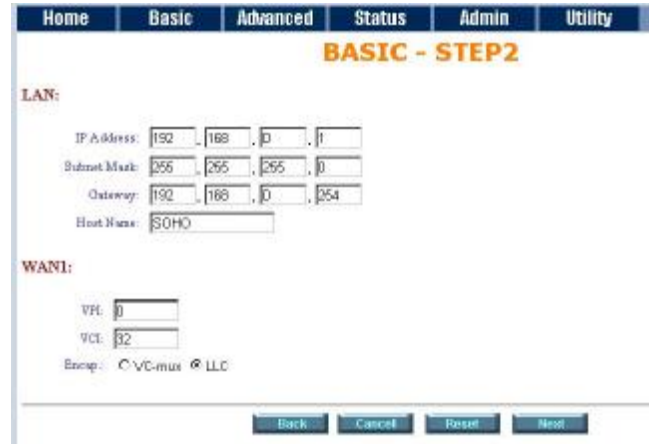 Home Basic Advanced Status Admin Utility
BASIC - STEP2
LAN:
IP Address: 192 . 168 . 0 . 1
Subnet Mask: 255 . 255 . 255 . 0
Gateway: 192 . 168 . 0 . 254
Host Name: SOHO
WAN1:
VPI: 0
VCI: 32
Encap.: VC-mux LLC
Back Cancel Reset Next